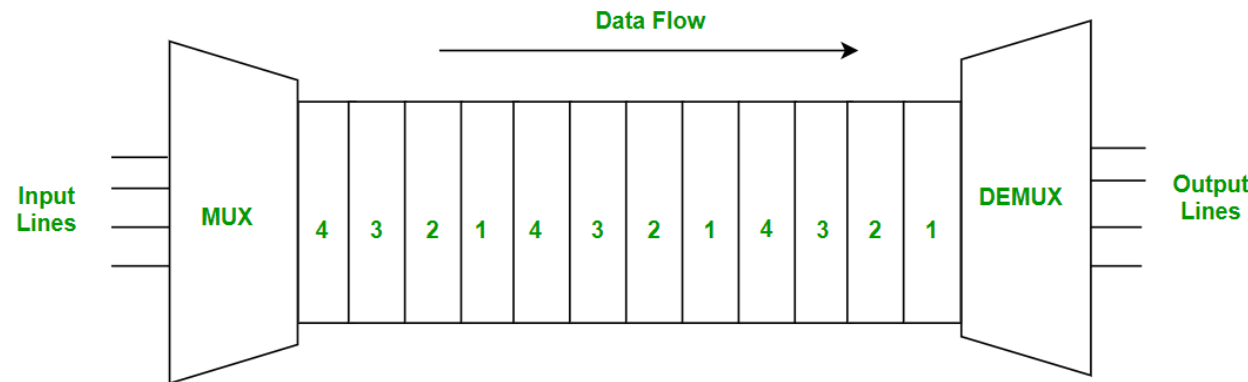 Data Flow
Input
Lines
MUX
4 3 2 1 4 3 2 1 4 3 2 1
DEMUX
Output
Lines